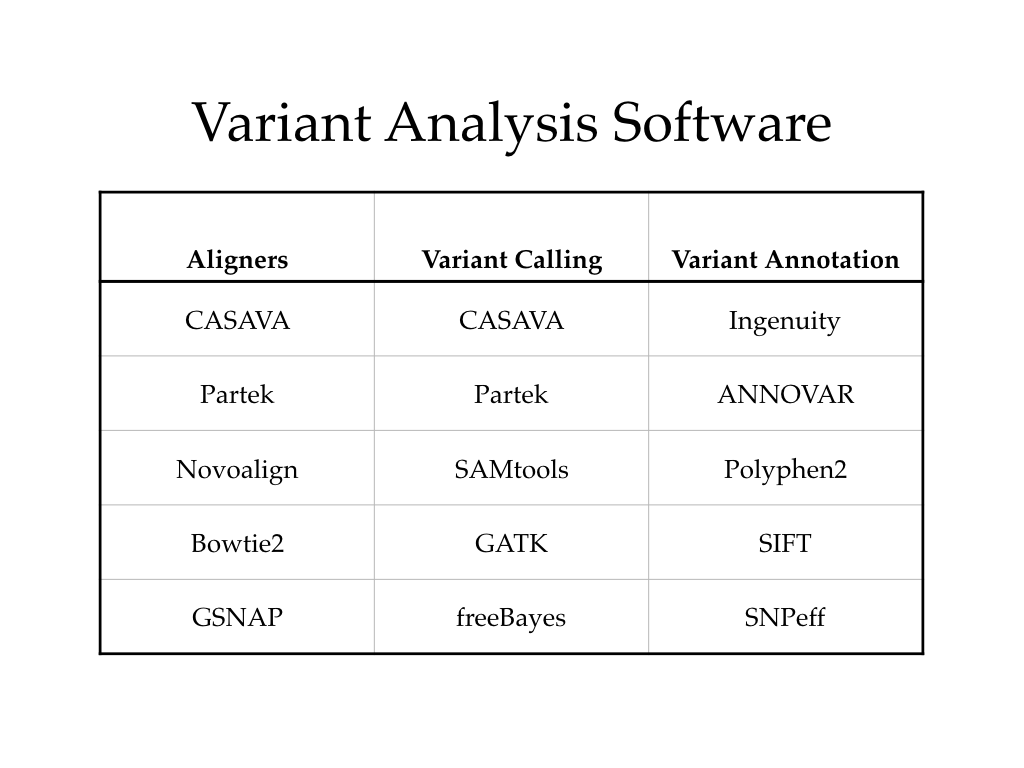 Variant Analysis Software
Aligners Variant Calling Variant Annotation
CASAVA CASAVA Ingenuity
Partek Partek ANNOVAR
Novoalign SAMtools Polyphen2
Bowtie2 GATK SIFT
GSNAP freeBayes SNPeff